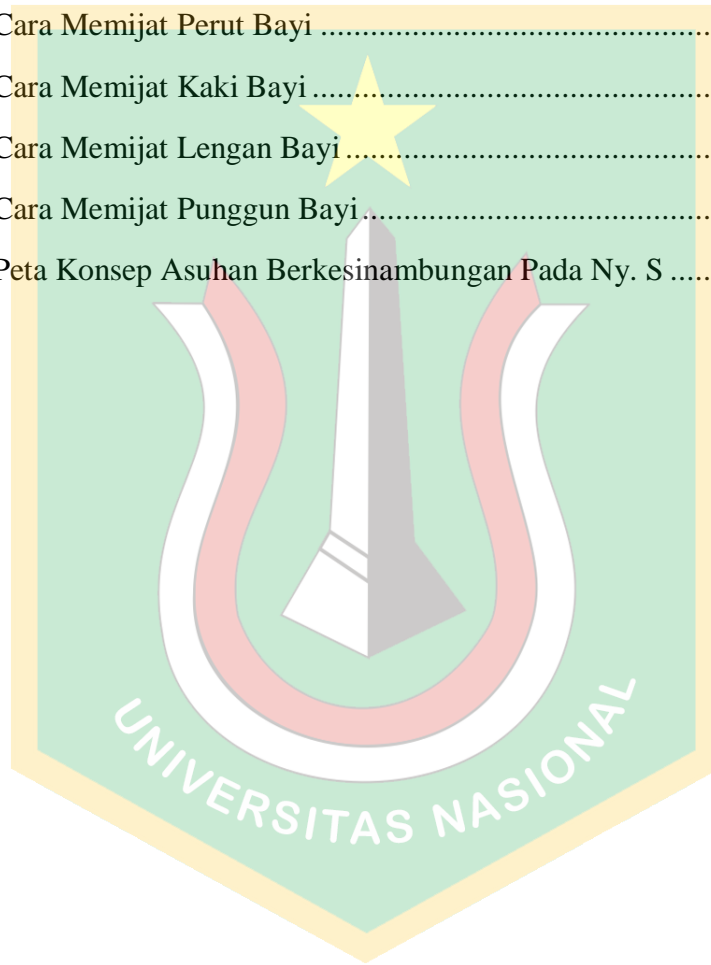 Cara Memijat Perut Bayi ................................................
Cara Memijat Kaki Bayi .................................................
Cara Memijat Lengan Bayi .............................................
Cara Memijat Punggun Bayi ...........................................
Peta Konsep Asuhan Berkesinambungan Pada Ny. S .....
UNIVERSITAS NASIONAL